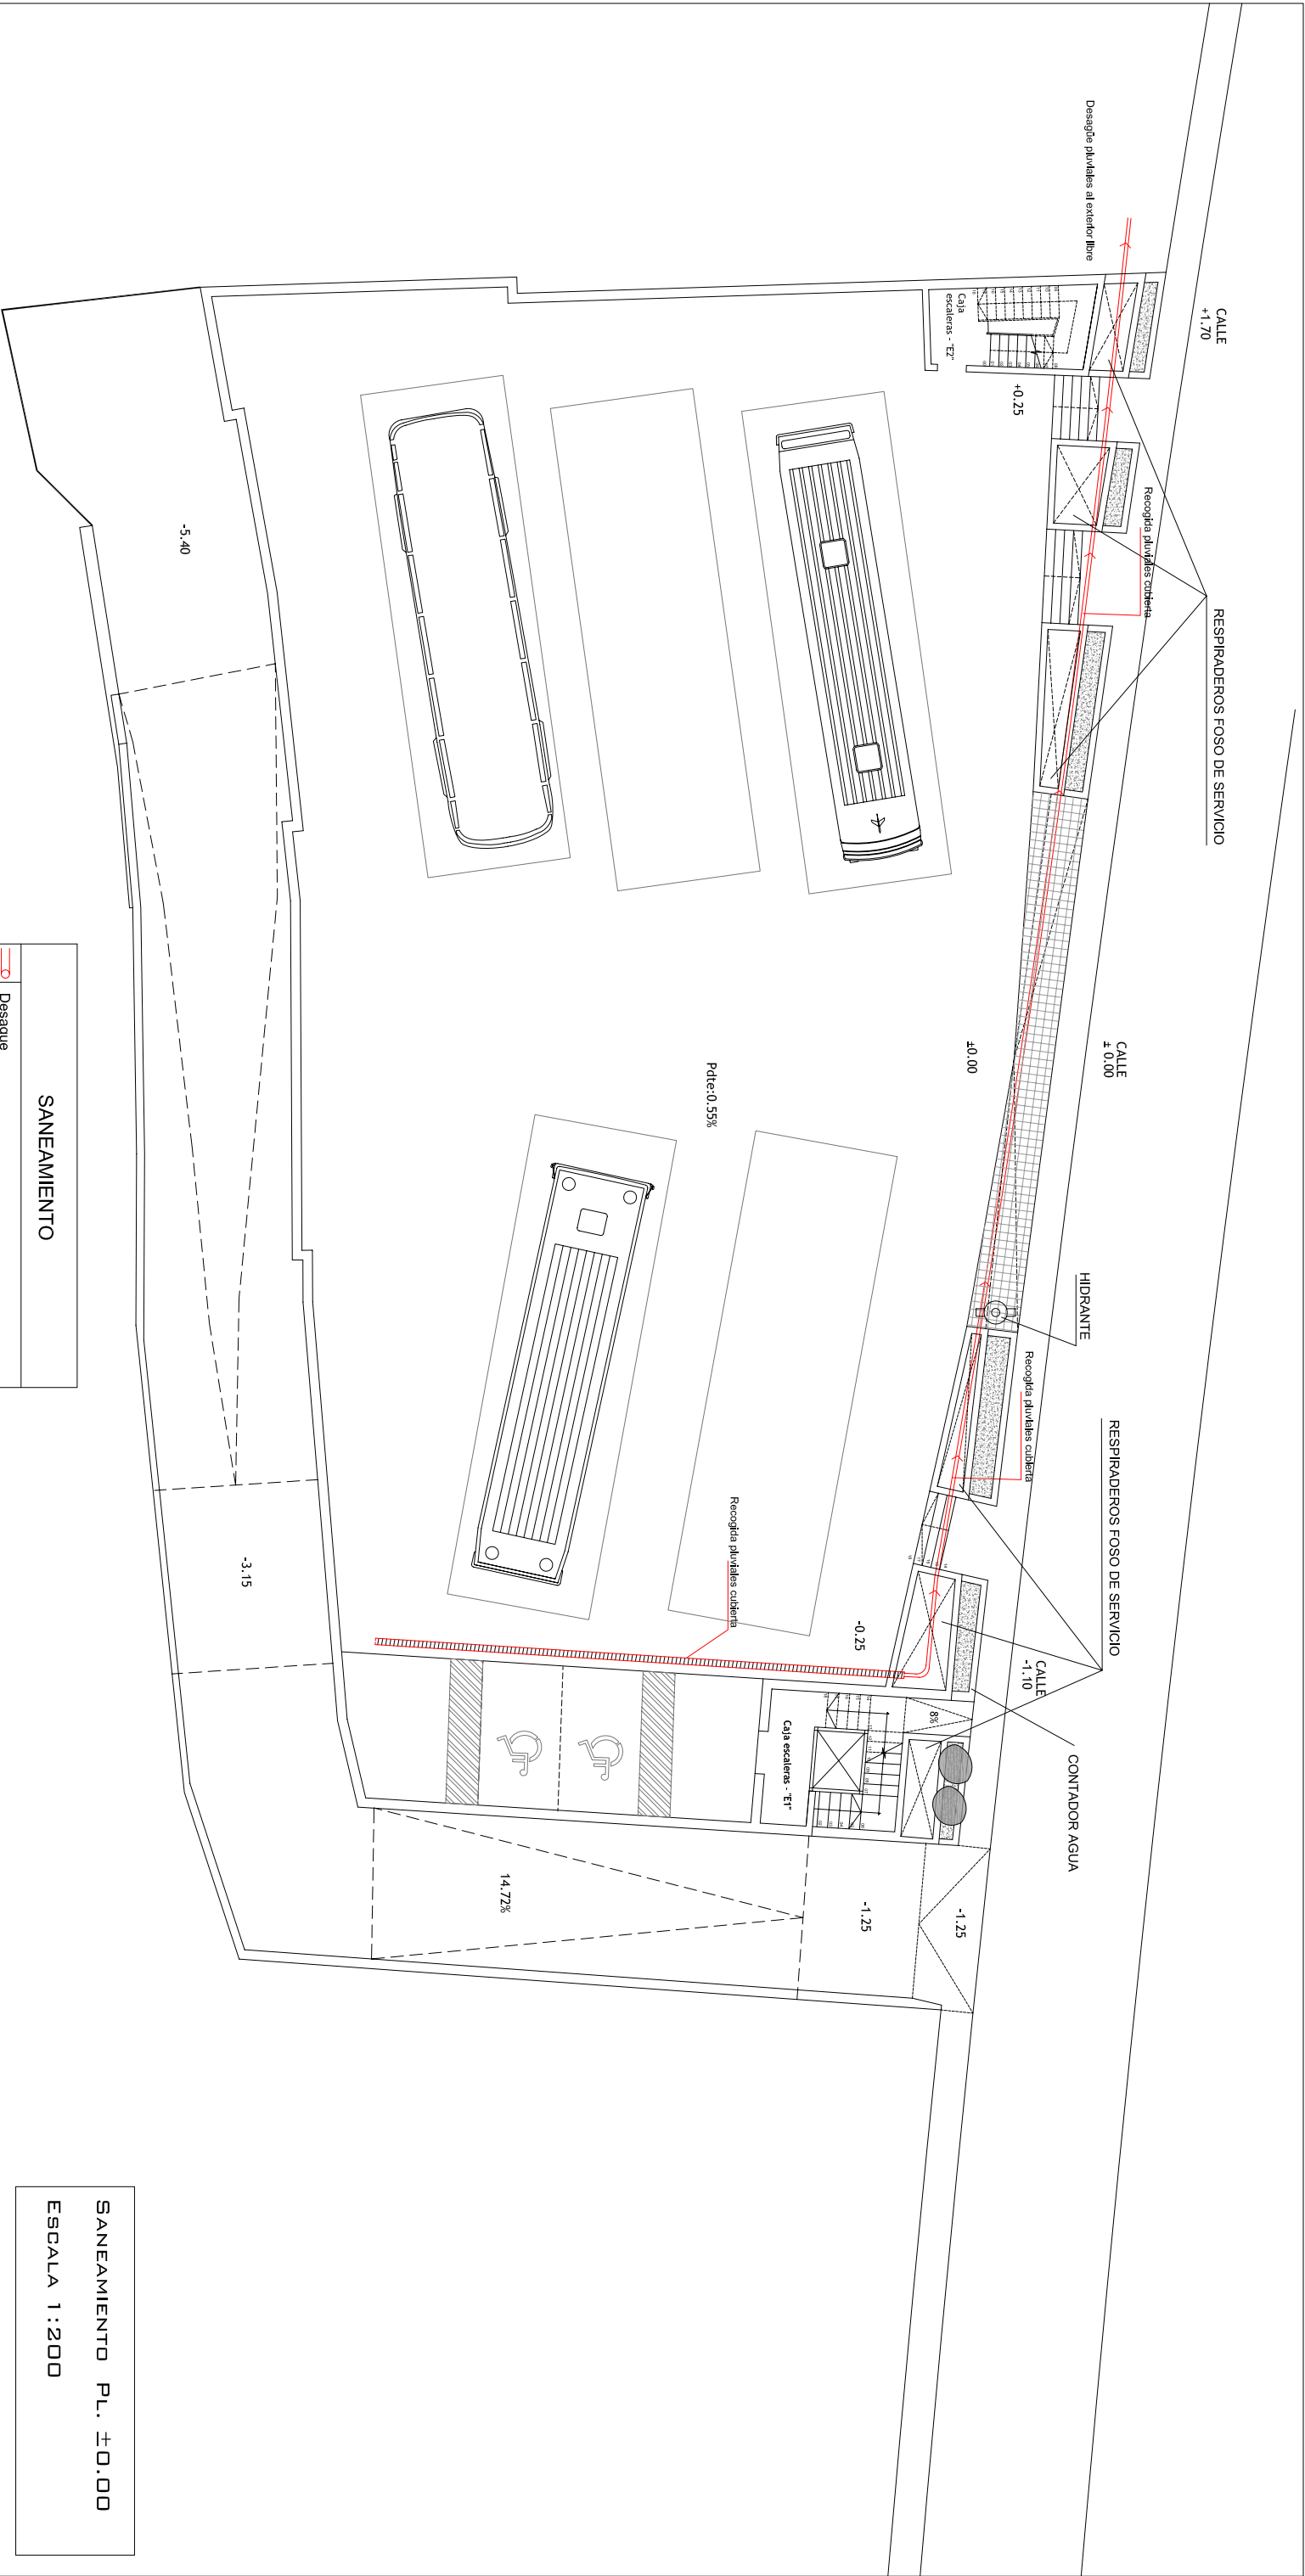 CALLE
+1.70
Desagüe pluviales al exterior libre
RESPIRADEROS FOSO DE SERVICIO
Recogida pluviales cubierta
Caja
escaleras - "E2"
+0.25
CALLE
± 0.00
±0.00
HIDRANTE
Recogida pluviales cubierta
RESPIRADEROS FOSO DE SERVICIO
CALLE
-1.10
CONTADOR AGUA
Pdte:0.55%
Recogida pluviales cubierta
-0.25
8%
Caja escaleras - "E1"
-1.25
-1.25
14.72%
-5.40
-3.15
SANEAMIENTO
Desague
SANEAMIENTO PL. ±0.00
ESCALA 1:200